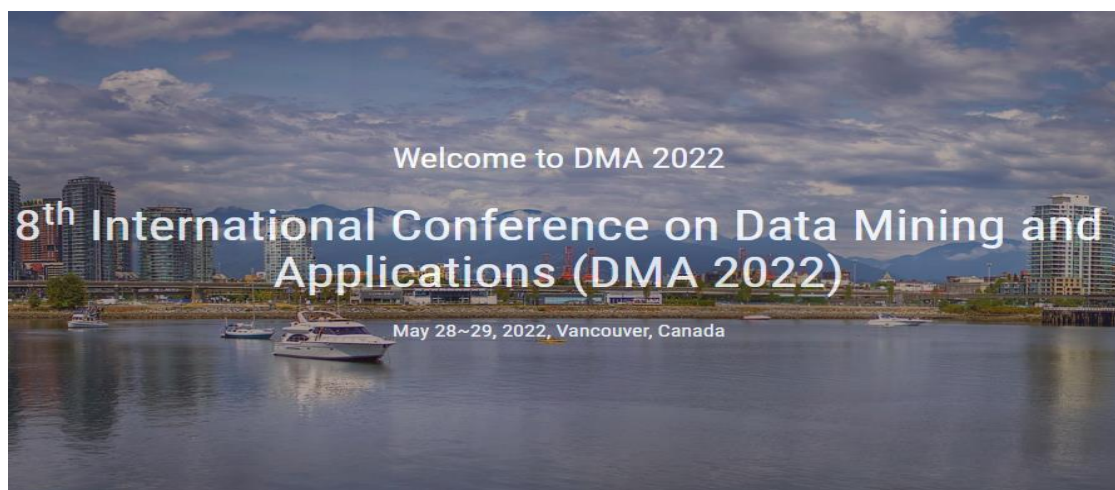 Welcome to DMA 2022
8th International Conference on Data Mining and
Applications (DMA 2022)
May 28~29, 2022, Vancouver, Canada